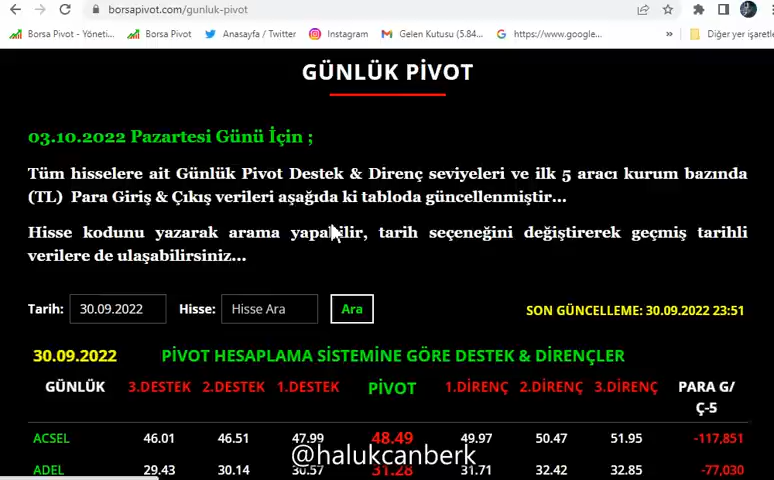 borsapivot.com/gunluk-pivot
Borsa Pivot - Yöneti... Borsa Pivot Anasayfa / Twitter Instagram Gelen Kutusu (5.84... https://www.google... » Diğer yer işaretle
GÜNLÜK PİVOT
03.10.2022 Pazartesi Günü İçin ;
Tüm hisselere ait Günlük Pivot Destek & Direnç seviyeleri ve ilk 5 aracı kurum bazında
(TL) Para Giriş & Çıkış verileri aşağıda ki tabloda güncellenmiştir...
Hisse kodunu yazarak arama yapabilir, tarih seçeneğini değiştirerek geçmiş tarihli
verilere de ulaşabilirsiniz...
Tarih: 30.09.2022 Hisse: Hisse Ara Ara SON GÜNCELLEME: 30.09.2022 23:51
30.09.2022 PİVOT HESAPLAMA SİSTEMİNE GÖRE DESTEK & DİRENÇLER
GÜNLÜK 3.DESTEK 2.DESTEK 1.DESTEK PİVOT 1.DİRENÇ 2.DİRENÇ 3.DİRENÇ PARA G/
Ç-5
ACSEL 46.01 46.51 47.99 48.49 49.97 50.47 51.95 -117,851
@halukcanberk
ADEL 29.43 30.14 30.57 31.28 31.71 32.42 32.85 -77,030